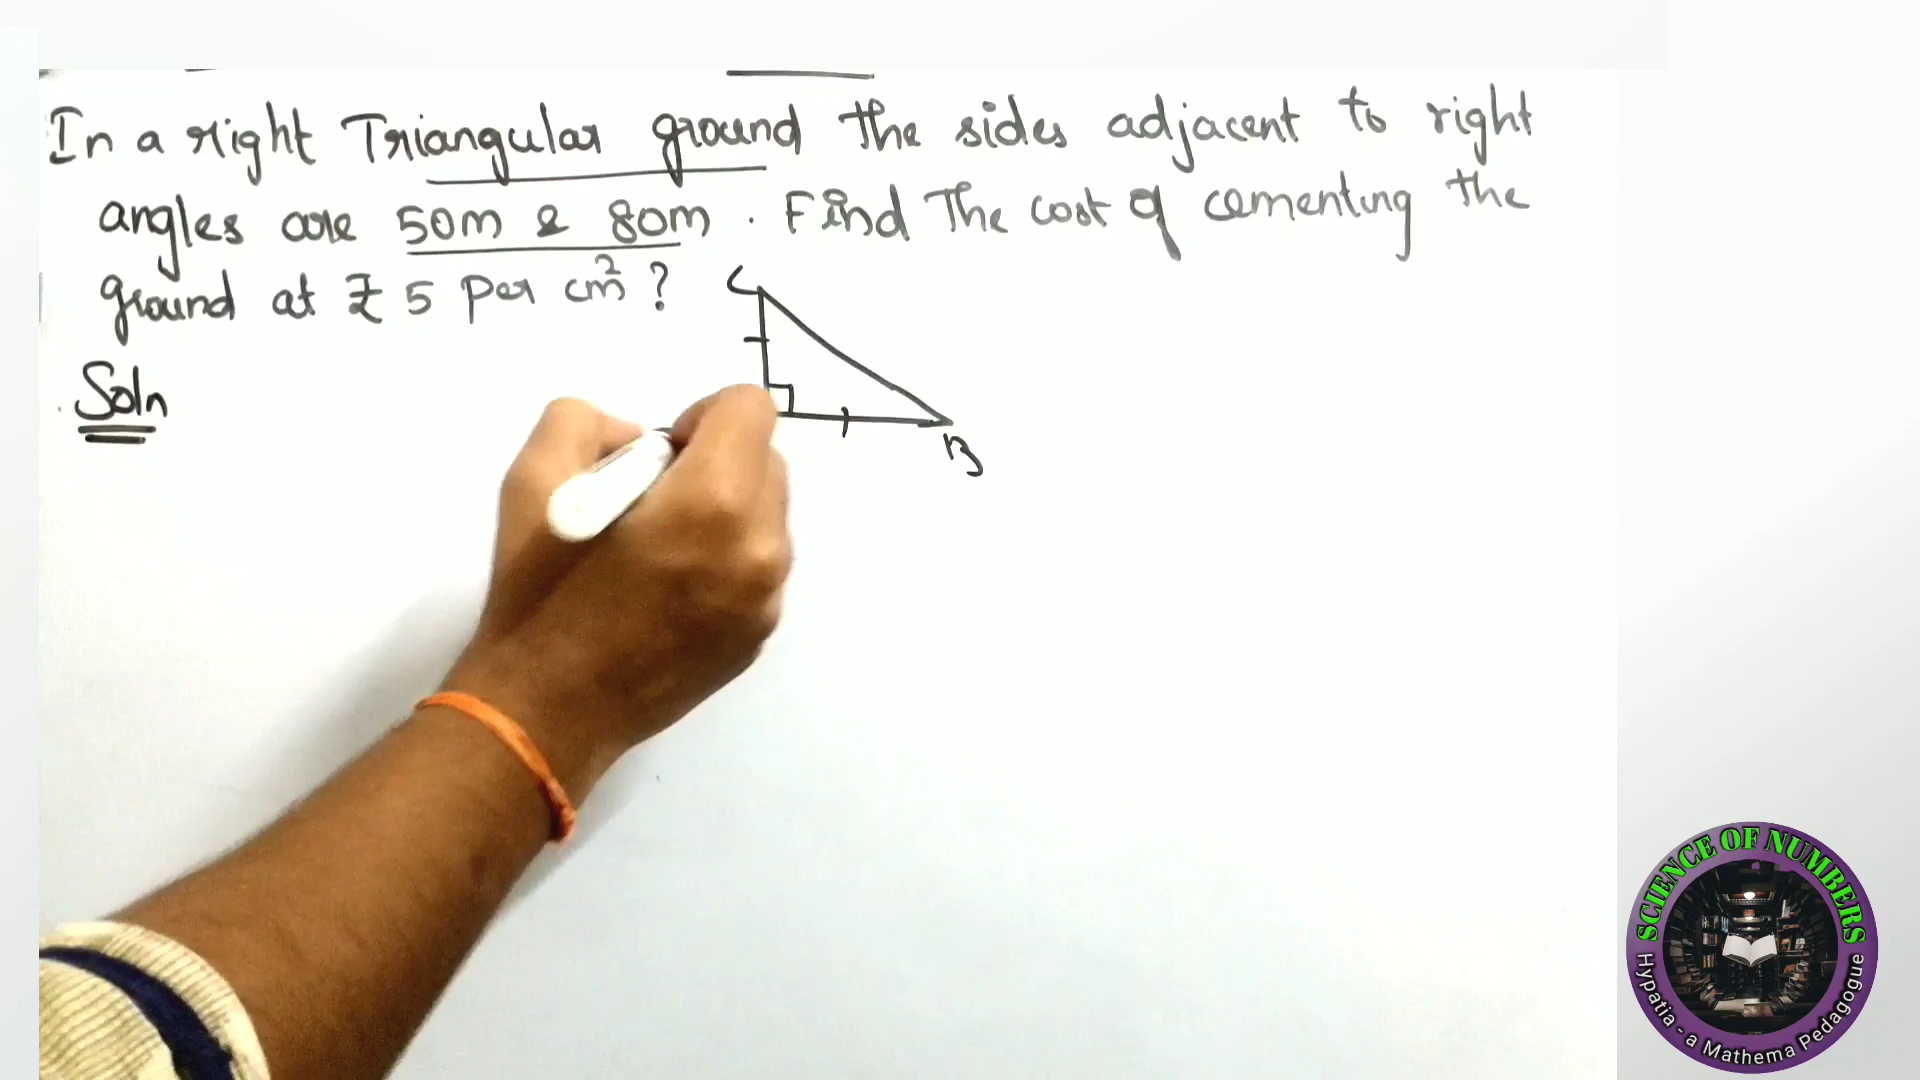 In a right Triangular ground the sides adjacent to right
angles are 50m & 80m . Find The cost of cementing the
ground at ₹ 5 per cm² ?
C
Soln
B
SCIENCE OF NUMBERS
Hypatia - a Mathema Pedagogue